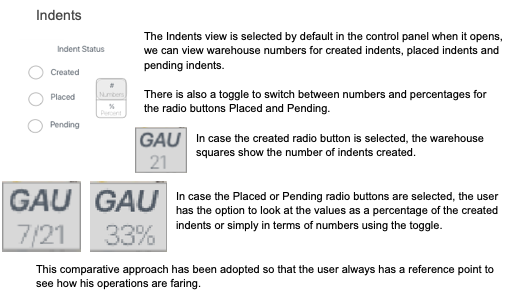 Indents
The Indents view is selected by default in the control panel when it opens,
we can view warehouse numbers for created indents, placed indents and
pending indents.
Indent Status
Created
Placed
Pending
#
Numbers
%
Percent
There is also a toggle to switch between numbers and percentages for
the radio buttons Placed and Pending.
GAU
21
In case the created radio button is selected, the warehouse
squares show the number of indents created.
GAU
7/21
GAU
33%
In case the Placed or Pending radio buttons are selected, the user
has the option to look at the values as a percentage of the created
indents or simply in terms of numbers using the toggle.
This comparative approach has been adopted so that the user always has a reference point to
see how his operations are faring.